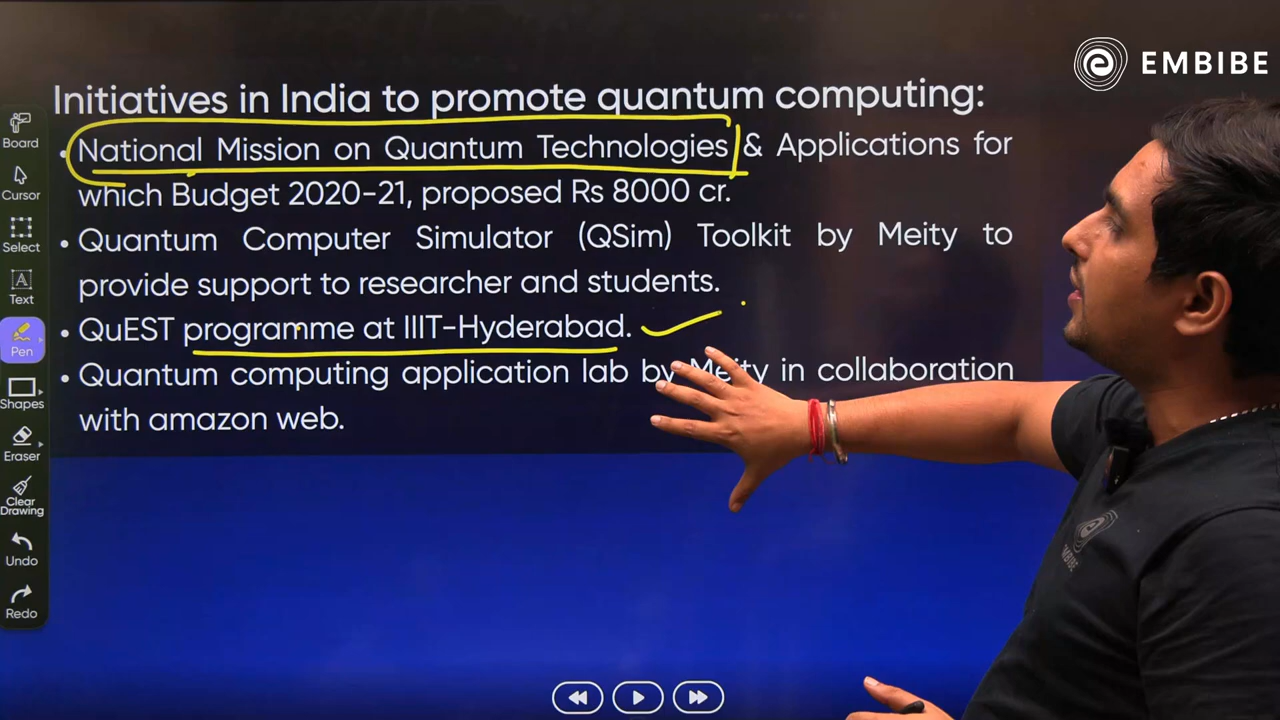 EMBIBE
Initiatives in India to promote quantum computing:
• National Mission on Quantum Technologies & Applications for
which Budget 2020-21, proposed Rs 8000 cr.
• Quantum Computer Simulator (QSim) Toolkit by Meity to
provide support to researcher and students.
• QuEST programme at IIIT-Hyderabad.
• Quantum computing application lab by Meity in collaboration
with amazon web.
Board
Cursor
Select
Text
Pen
Shapes
Eraser
Clear
Drawing
Undo
Redo
EMBIBE